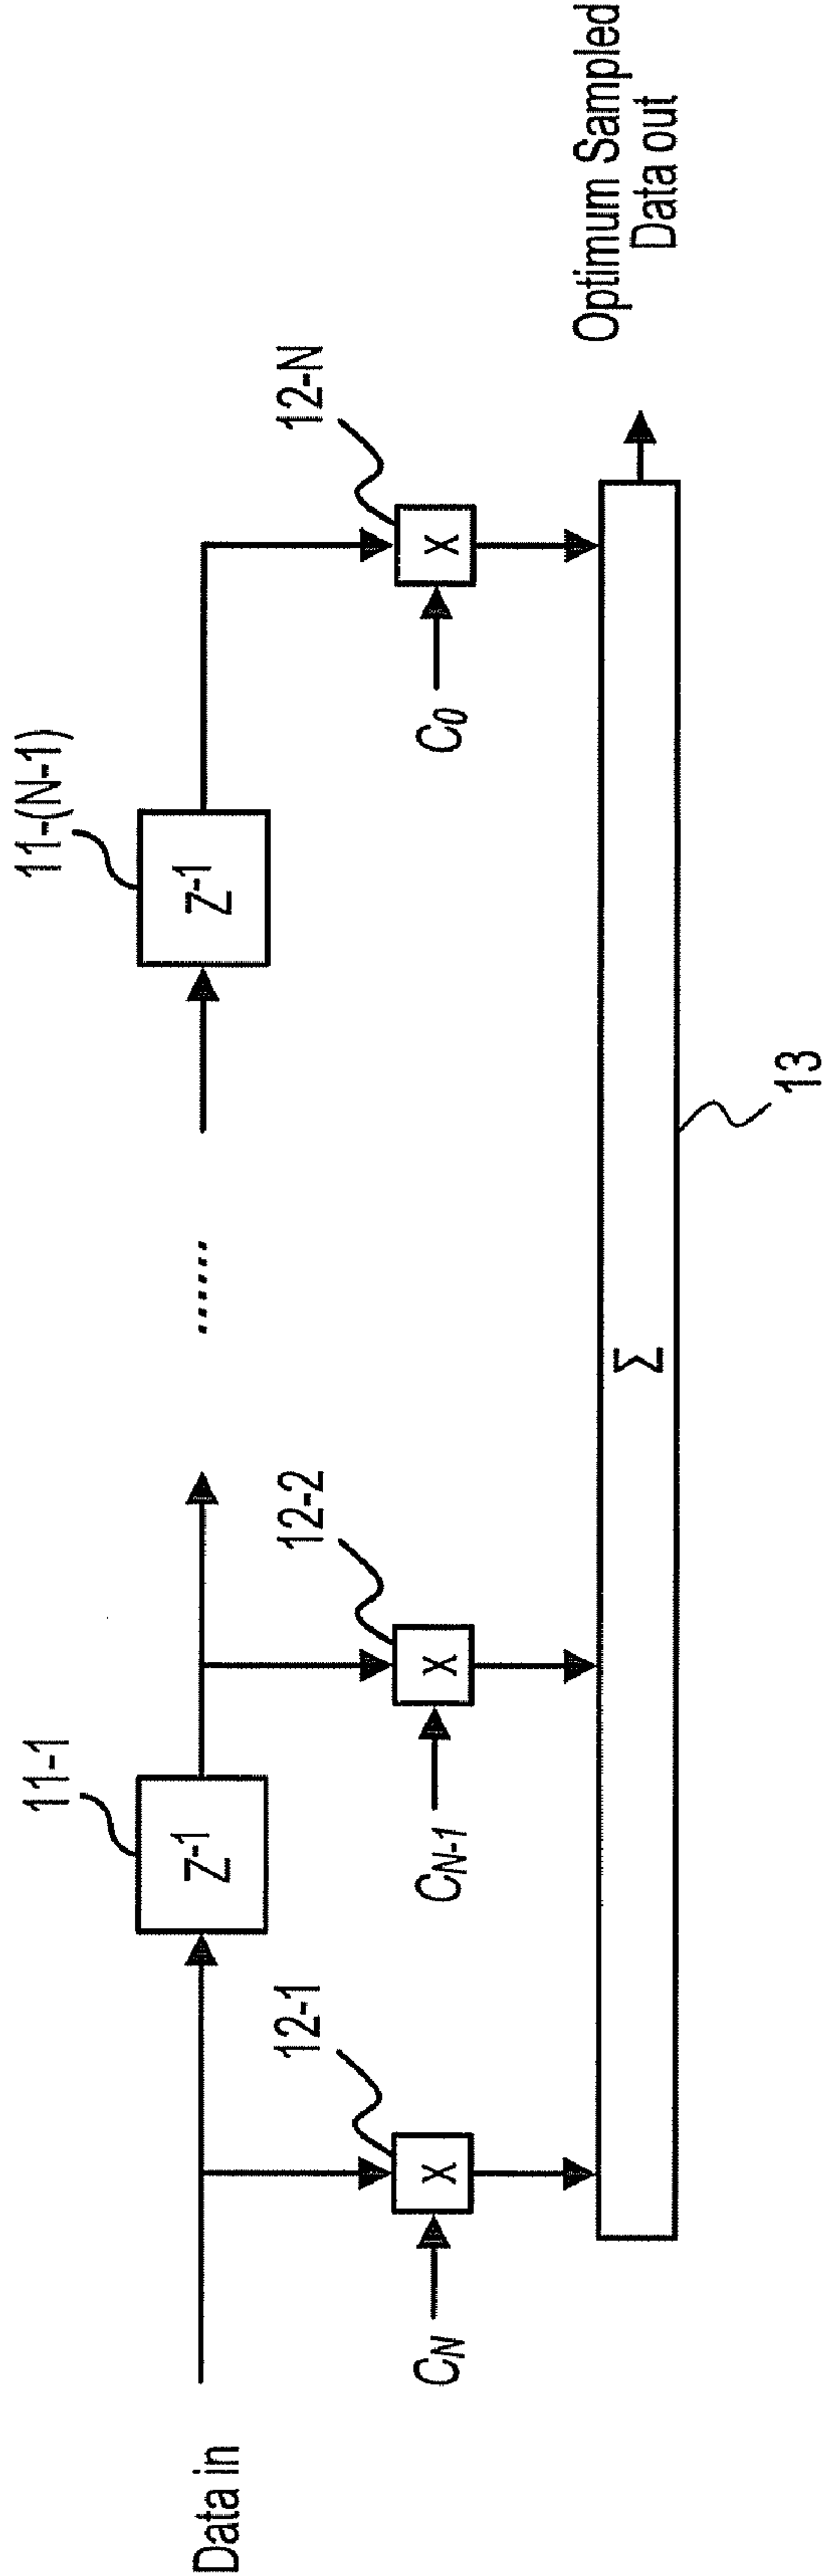 11-1
11-(N-1)
Data in
Z-1
......
Z-1
12-1
12-2
12-N
X
X
X
CN
CN-1
C0
Σ
Optimum Sampled
Data out
13